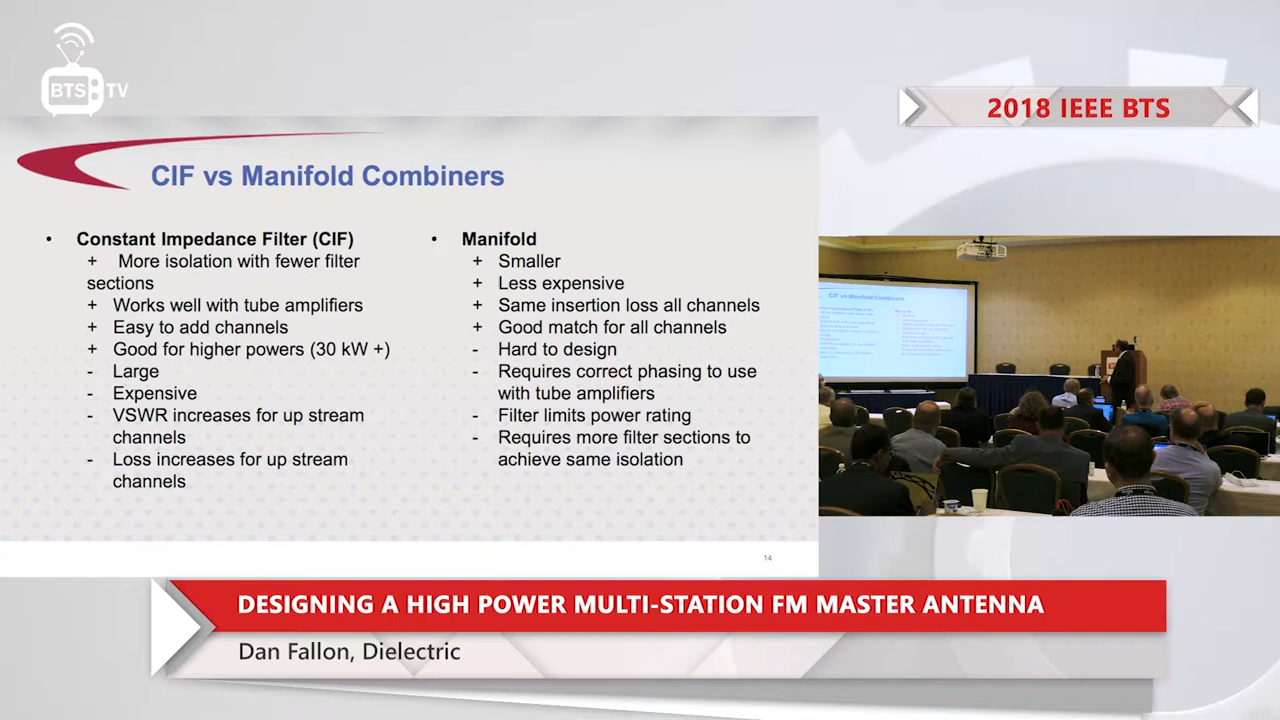 BTS TV
2018 IEEE BTS
CIF vs Manifold Combiners
• Constant Impedance Filter (CIF)
+ More isolation with fewer filter
sections
+ Works well with tube amplifiers
+ Easy to add channels
+ Good for higher powers (30 kW +)
- Large
- Expensive
- VSWR increases for up stream
channels
- Loss increases for up stream
channels
• Manifold
+ Smaller
+ Less expensive
+ Same insertion loss all channels
+ Good match for all channels
- Hard to design
- Requires correct phasing to use
with tube amplifiers
- Filter limits power rating
- Requires more filter sections to
achieve same isolation
14
CIF vs Manifold Combiners
DESIGNING A HIGH POWER MULTI-STATION FM MASTER ANTENNA
Dan Fallon, Dielectric